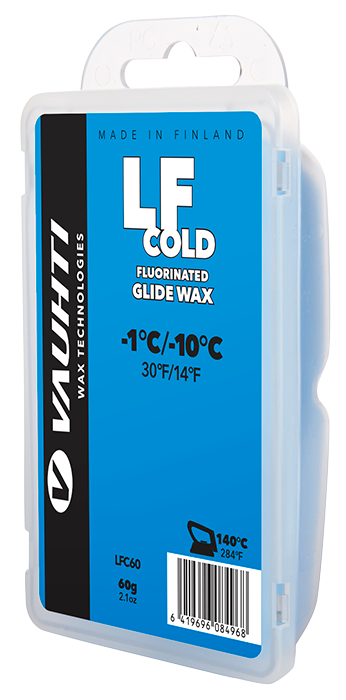 MADE IN FINLAND
LF
COLD
FLUORINATED
GLIDE WAX
-1°C/-10°C
30°F/14°F
V VAUHTI
WAX TECHNOLOGIES
140°C
284°F
LFC60
60g
2.1oz
6 419696 084968